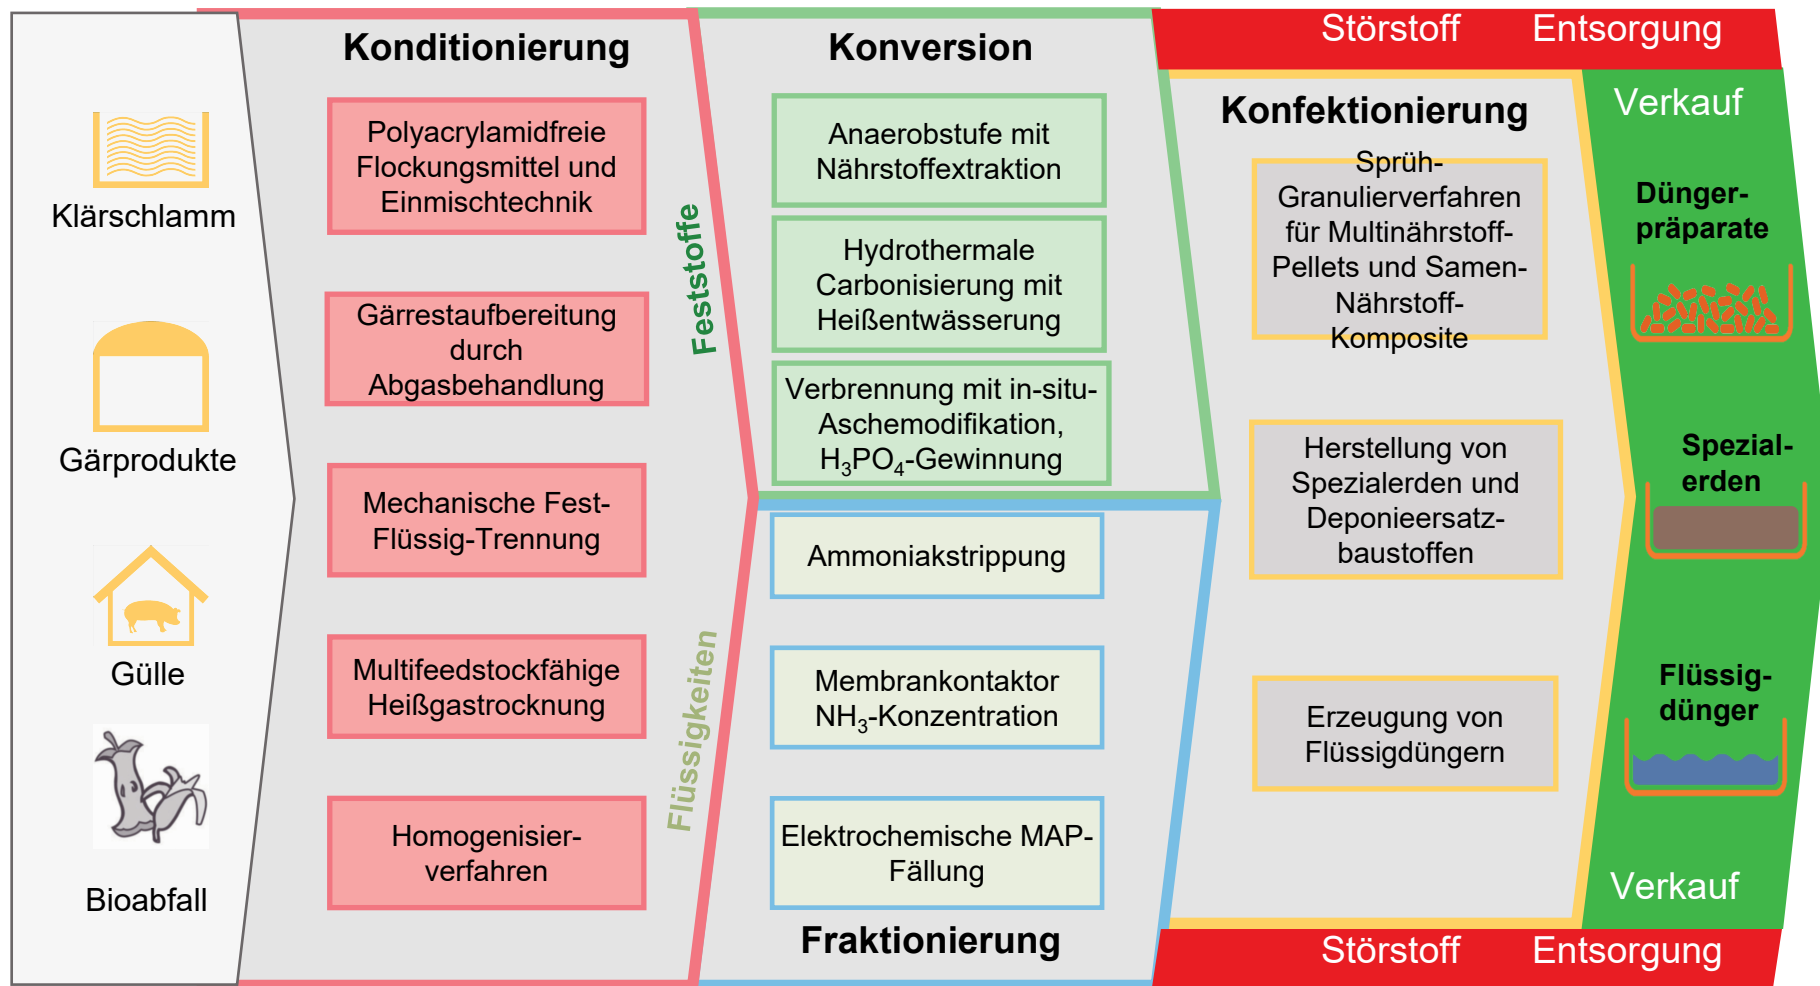 Klärschlamm
Gärprodukte
Gülle
Bioabfall
Konditionierung
Polyacrylamidfreie
Flockungsmittel und
Einmischtechnik
Gärrestaufbereitung
durch
Abgasbehandlung
Mechanische Fest-
Flüssig-Trennung
Multifeedstockfähige
Heißgastrocknung
Homogenisier-
verfahren
Feststoffe
Flüssigkeiten
Konversion
Anaerobstufe mit
Nährstoffextraktion
Hydrothermale
Carbonisierung mit
Heißentwässerung
Verbrennung mit in-situ-
Aschemodifikation,
H₃PO₄-Gewinnung
Ammoniakstrippung
Membrankontaktor
NH₃-Konzentration
Elektrochemische MAP-
Fällung
Fraktionierung
Störstoff Entsorgung
Konfektionierung
Sprüh-
Granulierverfahren
für Multinährstoff-
Pellets und Samen-
Nährstoff-
Komposite
Herstellung von
Spezialerden und
Deponieersatz-
baustoffen
Erzeugung von
Flüssigdüngern
Verkauf
Dünger-
präparate
Spezial-
erden
Flüssig-
dünger
Verkauf
Störstoff Entsorgung